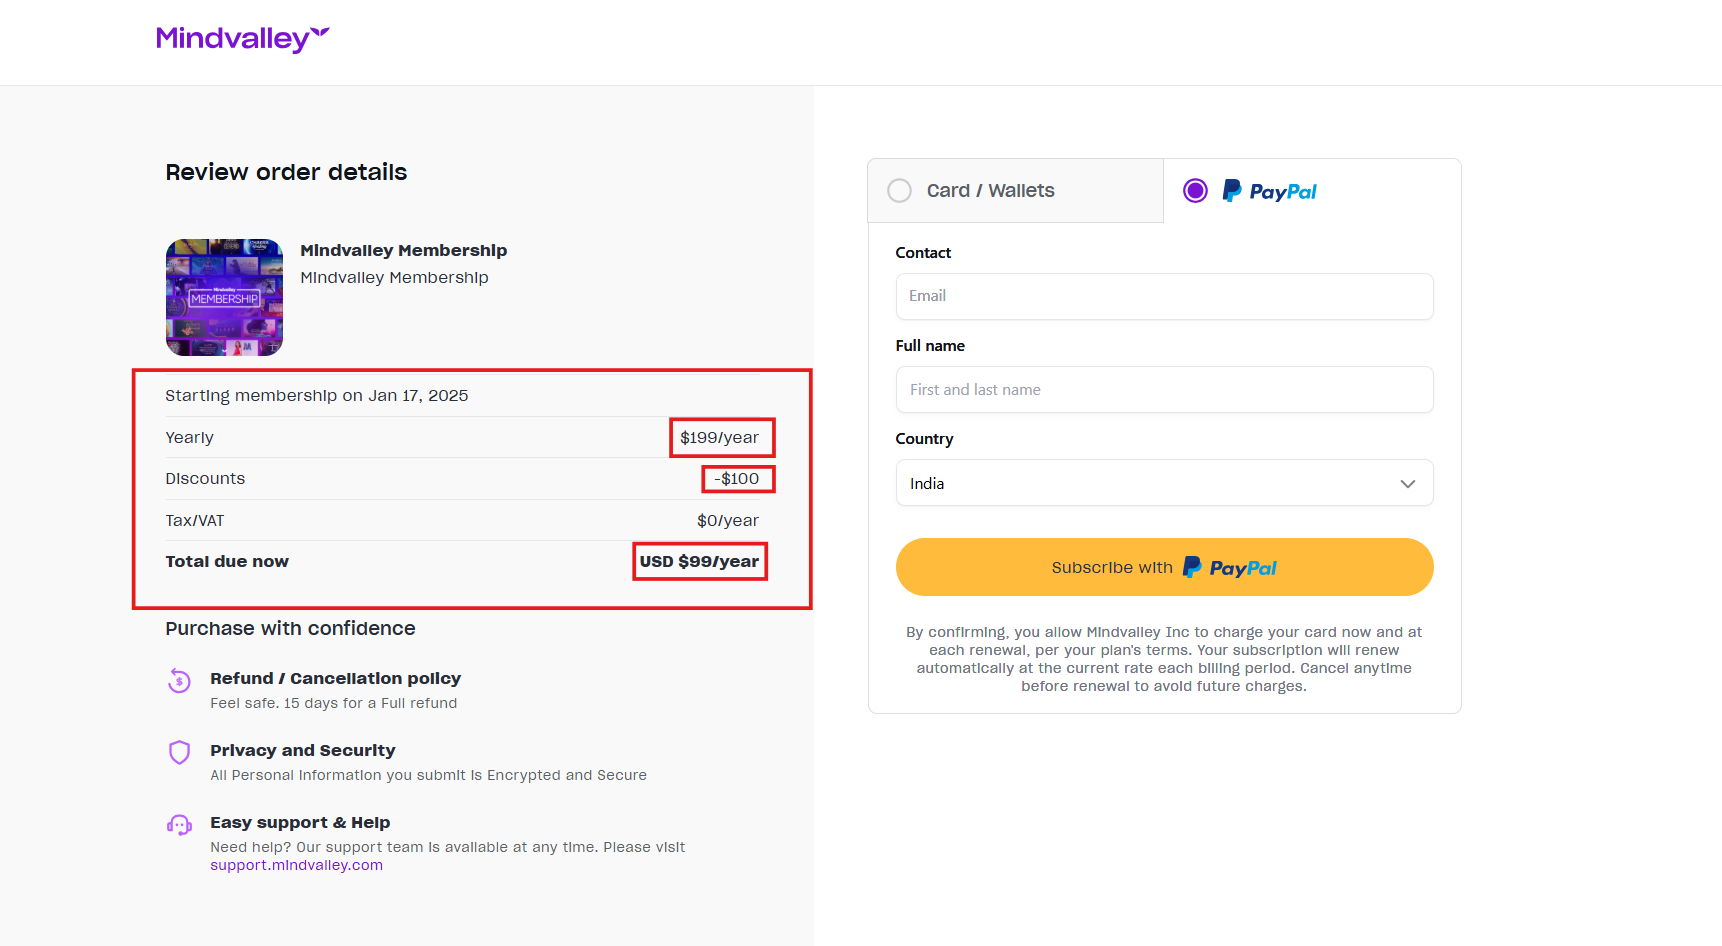 Mindvalley
Review order details
Mindvalley
MEMBERSHIP
Mindvalley Membership
Mindvalley Membership
Starting membership on Jan 17, 2025
Yearly $199/year
Discounts -$100
Tax/VAT $0/year
Total due now USD $99/year
Purchase with confidence
Refund / Cancellation policy
Feel safe. 15 days for a Full refund
Privacy and Security
All Personal Information you submit is Encrypted and Secure
Easy support & Help
Need help? Our support team is available at any time. Please visit
support.mindvalley.com
Card / Wallets
PayPal
Contact
Email
Full name
First and last name
Country
India
Subscribe with PayPal
By confirming, you allow Mindvalley Inc to charge your card now and at
each renewal, per your plan's terms. Your subscription will renew
automatically at the current rate each billing period. Cancel anytime
before renewal to avoid future charges.